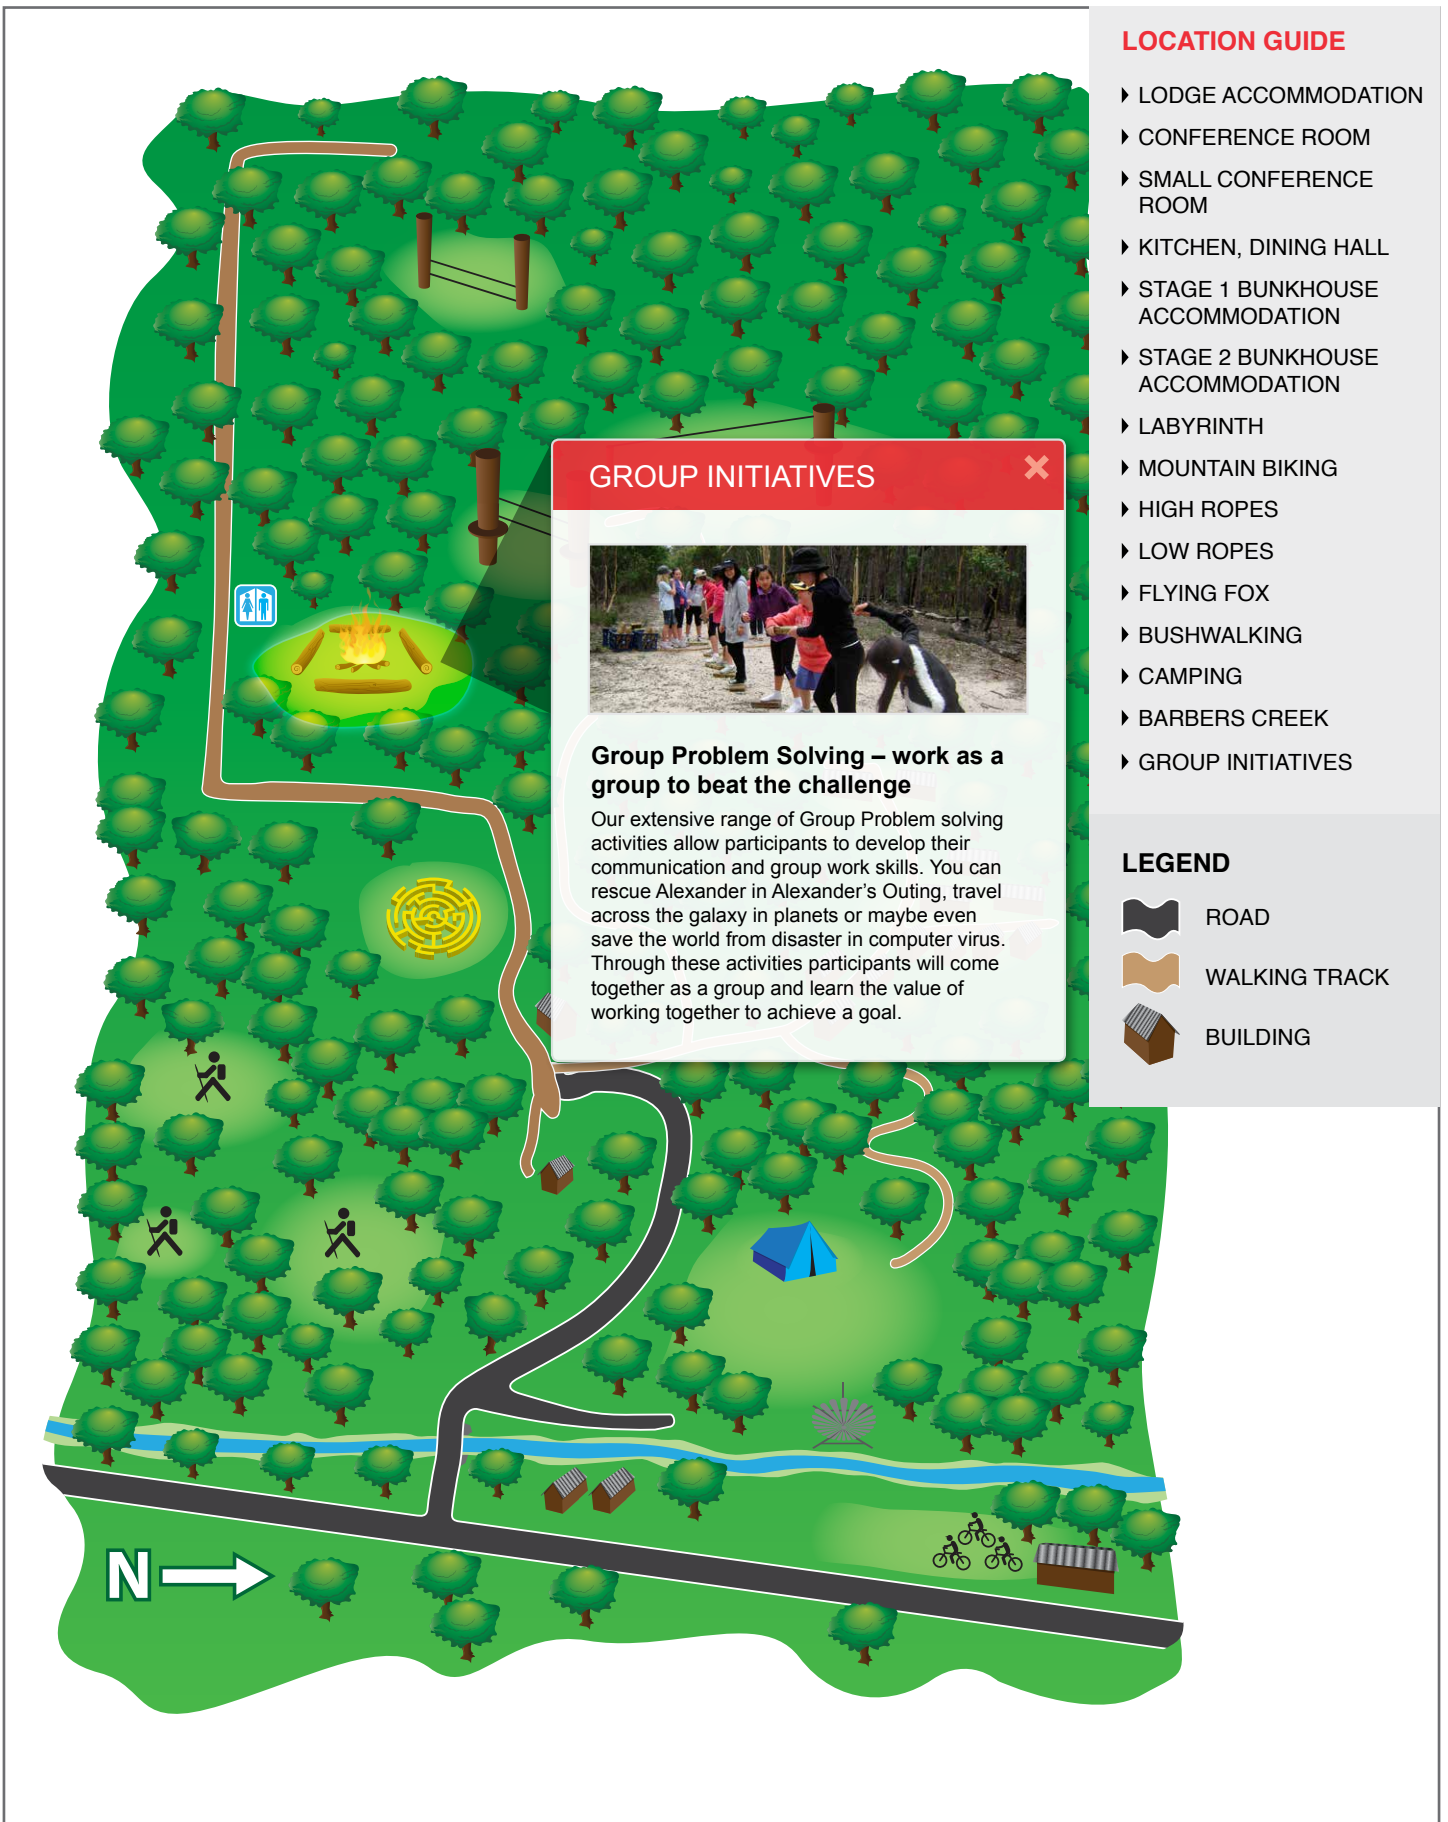 LOCATION GUIDE
LODGE ACCOMMODATION
CONFERENCE ROOM
SMALL CONFERENCE
ROOM
KITCHEN, DINING HALL
STAGE 1 BUNKHOUSE
ACCOMMODATION
STAGE 2 BUNKHOUSE
ACCOMMODATION
LABYRINTH
MOUNTAIN BIKING
HIGH ROPES
LOW ROPES
FLYING FOX
BUSHWALKING
CAMPING
BARBERS CREEK
GROUP INITIATIVES
LEGEND
ROAD
WALKING TRACK
BUILDING
GROUP INITIATIVES
Group Problem Solving – work as a
group to beat the challenge
Our extensive range of Group Problem solving
activities allow participants to develop their
communication and group work skills. You can
rescue Alexander in Alexander’s Outing, travel
across the galaxy in planets or maybe even
save the world from disaster in computer virus.
Through these activities participants will come
together as a group and learn the value of
working together to achieve a goal.
N